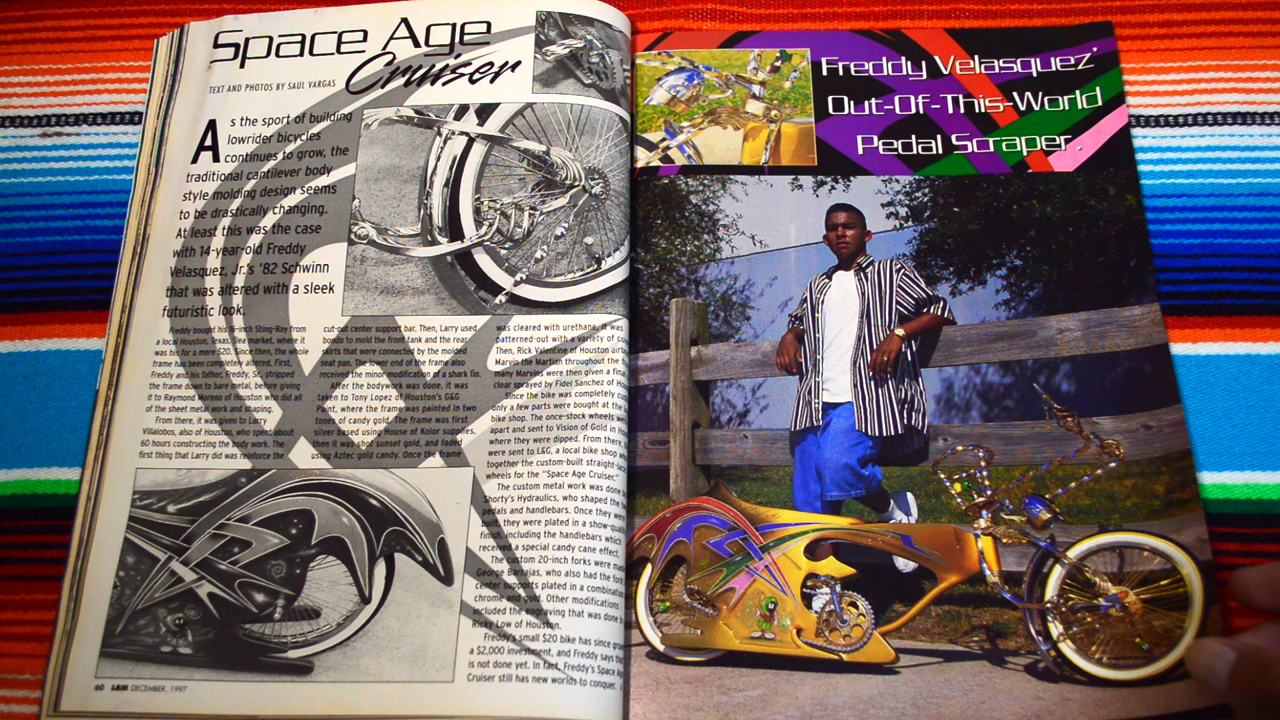 Space Age
Cruiser
TEXT AND PHOTOS BY SAUL VARGAS
As the sport of building
lowrider bicycles
continues to grow, the
traditional cantilever body
style molding design seems
to be drastically changing.
At least this was the case
with 14-year-old Freddy
Velasquez, Jr.'s '82 Schwinn
that was altered with a sleek
futuristic look.
Freddy bought his 16-inch Sting-Ray from
a local Houston, Texas, flea market, where it
was his for a mere $20. Since then, the whole
frame has been completely altered. First,
Freddy and his father, Freddy, Sr., stripped
the frame down to bare metal, before giving
it to Raymond Moreno of Houston who did all
of the sheet metal work and shaping.
From there, it was given to Larry
Villalobos, also of Houston, who spent about
60 hours constructing the body work. The
first thing that Larry did was reinforce the
cut-out center support bar. Then, Larry used
bondo to mold the front tank and the rear
skirts that were connected by the molded
seat pan. The lower end of the frame also
received the minor modification of a shark fin.
After the bodywork was done, it was
taken to Tony Lopez of Houston's G&G
Paint, where the frame was painted in two
tones of candy gold. The frame was first
silver based using House of Kolor supplies,
then it was shot sunset gold, and faded
using Aztec gold candy. Once the frame
was cleared with urethane, it was
patterned-out with a variety of
Then, Rick Valentine of Houston
Marvin the Martian throughout the
many Marvins were then given a final
clear sprayed by Fidel Sanchez of
Since the bike was completely
only a few parts were bought at the
bike shop. The once-stock wheels
apart and sent to Vision of Gold in
where they were dipped. From there,
were sent to L&G, a local bike shop
together the custom-built
wheels for the "Space Age Cruiser."
The custom metal work was done
Shorty's Hydraulics, who shaped the
pedals and handlebars. Once they were
built, they were plated in a show-quality
finish, including the handlebars which
received a special candy cane effect.
The custom 20-inch forks were made
George Barrajas, who also had the fork
center supports plated in a combination
chrome and gold. Other modifications
included the engraving that was done
Ricky Low of Houston.
Freddy's small $20 bike has since
a $2,000 investment, and Freddy says
is not done yet. In fact, Freddy's Space Age
Cruiser still has new worlds to conquer.
60 LRM DECEMBER, 1997
Freddy Velasquez'
Out-Of-This-World
Pedal Scraper.